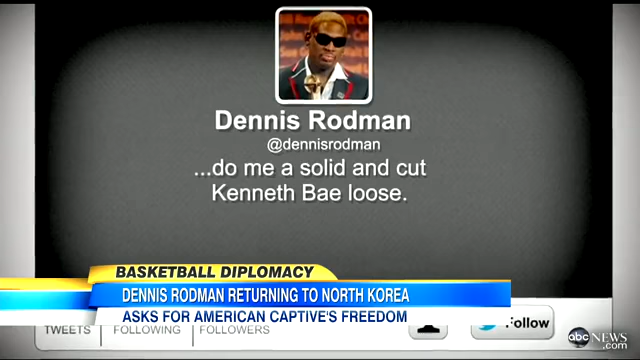 Dennis Rodman
@dennisrodman
...do me a solid and cut
Kenneth Bae loose.
BASKETBALL DIPLOMACY
DENNIS RODMAN RETURNING TO NORTH KOREA
ASKS FOR AMERICAN CAPTIVE'S FREEDOM
TWEETS FOLLOWING FOLLOWERS Follow
abc NEWS
.com